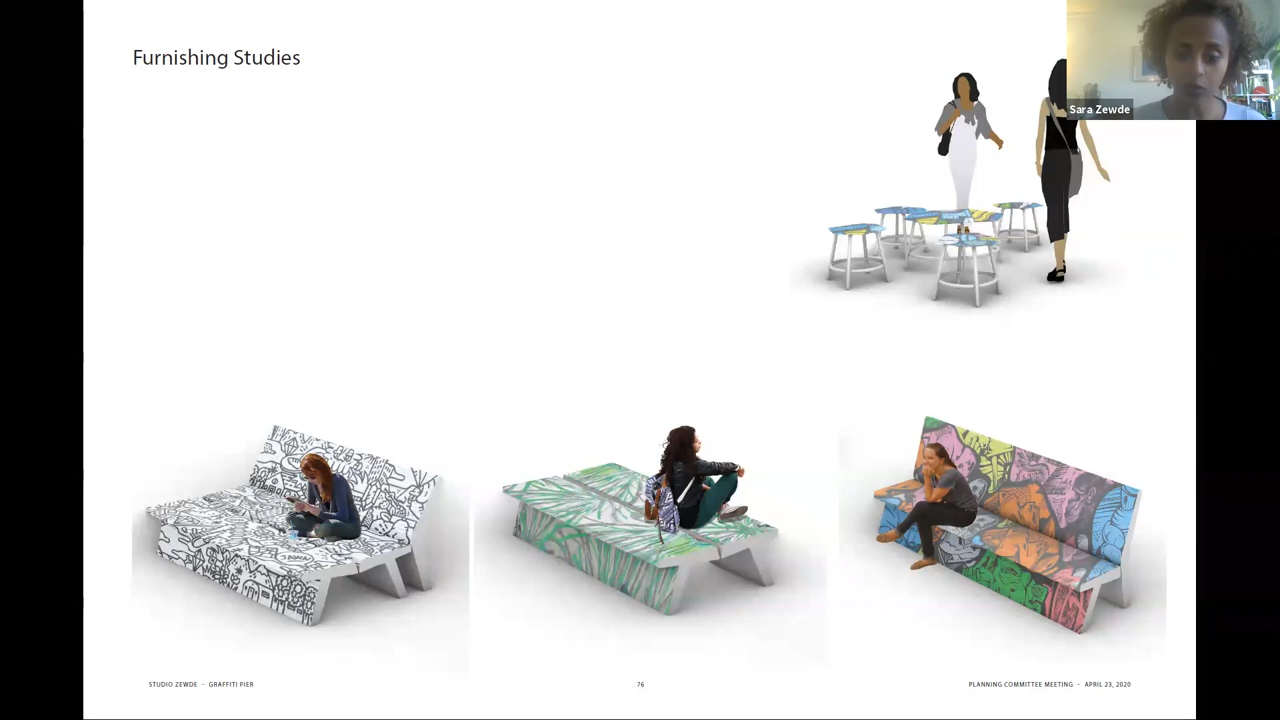 Furnishing Studies
Sara Zewde
STUDIO ZEWDE – GRAFFITI PIER
76
PLANNING COMMITTEE MEETING - APRIL 23, 2020